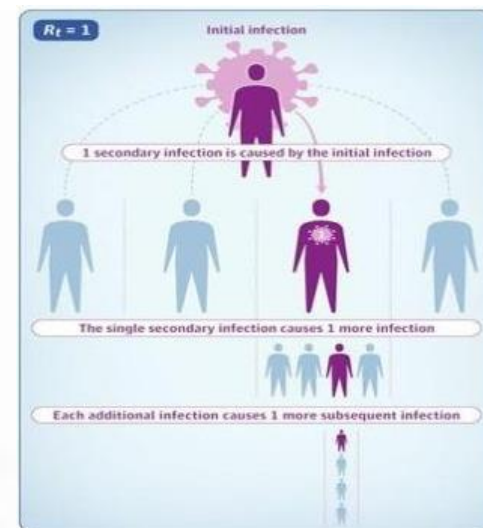 Rt = 1
Initial infection
1 secondary infection is caused by the initial infection
1
The single secondary infection causes 1 more infection
Each additional infection causes 1 more subsequent infection